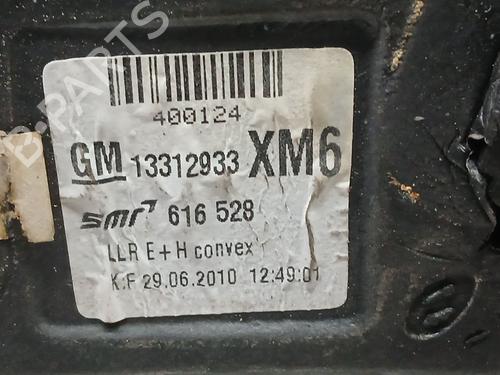 B-PARTS
400124
GM 13312933 XM6
smr 616 528
LLR E+H convex
K:F 29.06.2010 12:49:01